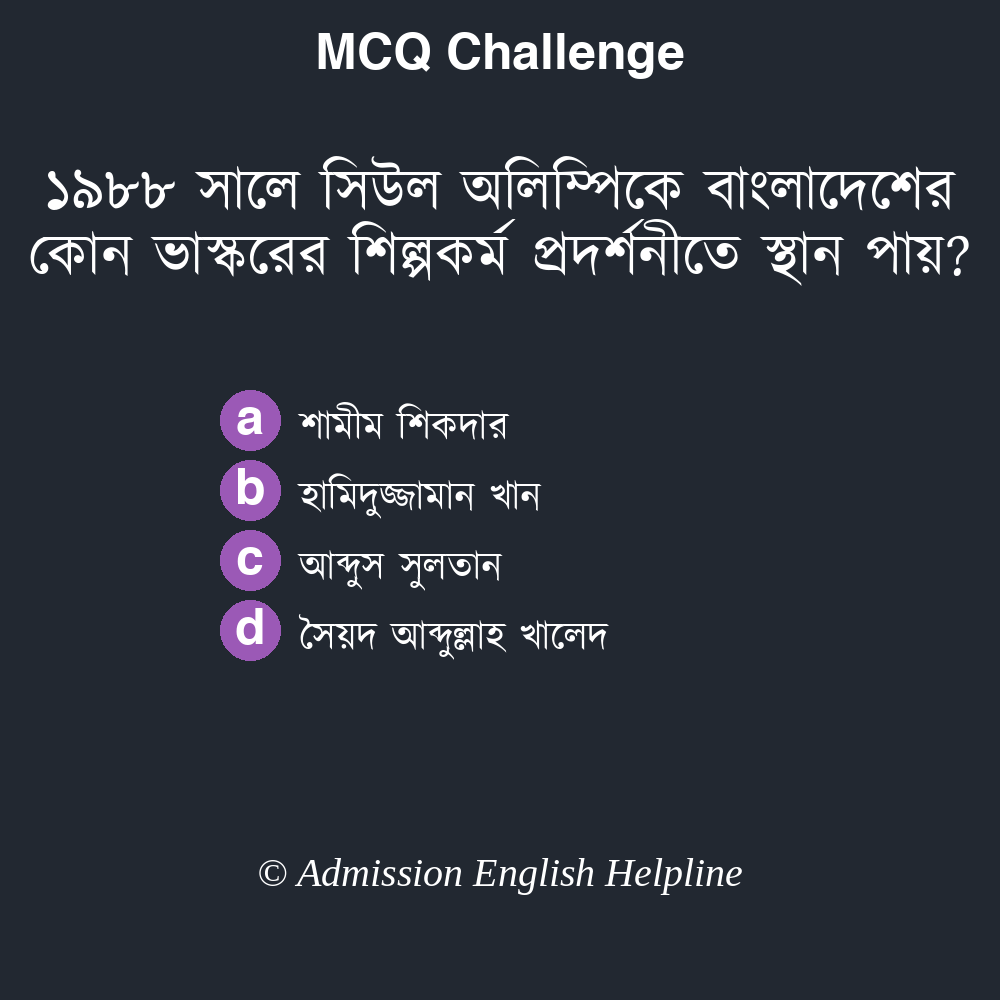 MCQ Challenge
১৯৮৮ সালে সিউল অলিম্পিকে বাংলাদেশের
কোন ভাস্করের শিল্পকর্ম প্রদর্শনীতে স্থান পায়?
a শামীম শিকদার
b হামিদুজ্জামান খান
c আব্দুস সুলতান
d সৈয়দ আব্দুল্লাহ খালেদ
© Admission English Helpline